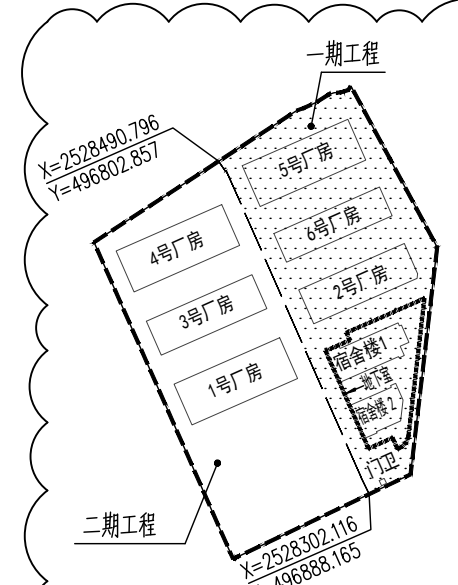 一期工程
X=2528490.796
Y=496802.857
5号厂房
6号厂房
4号厂房
2号厂房
3号厂房
宿舍楼1
地下室
1号厂房
宿舍楼2
门卫
二期工程
X=2528302.116
496888.165